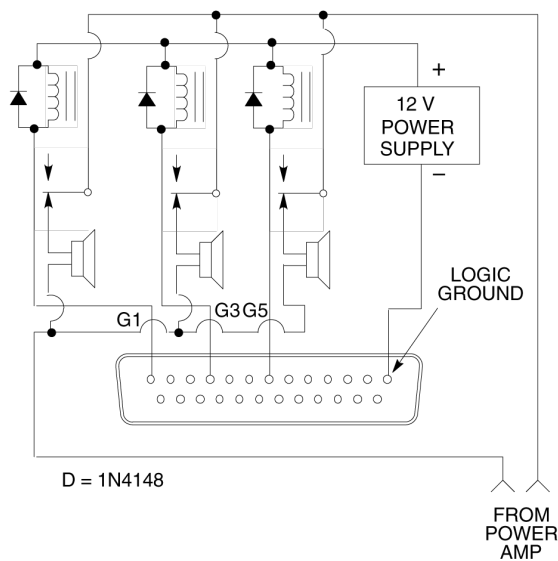 +
12 V
POWER
SUPPLY
−
LOGIC
GROUND
G1
G3 G5
D = 1N4148
FROM
POWER
AMP